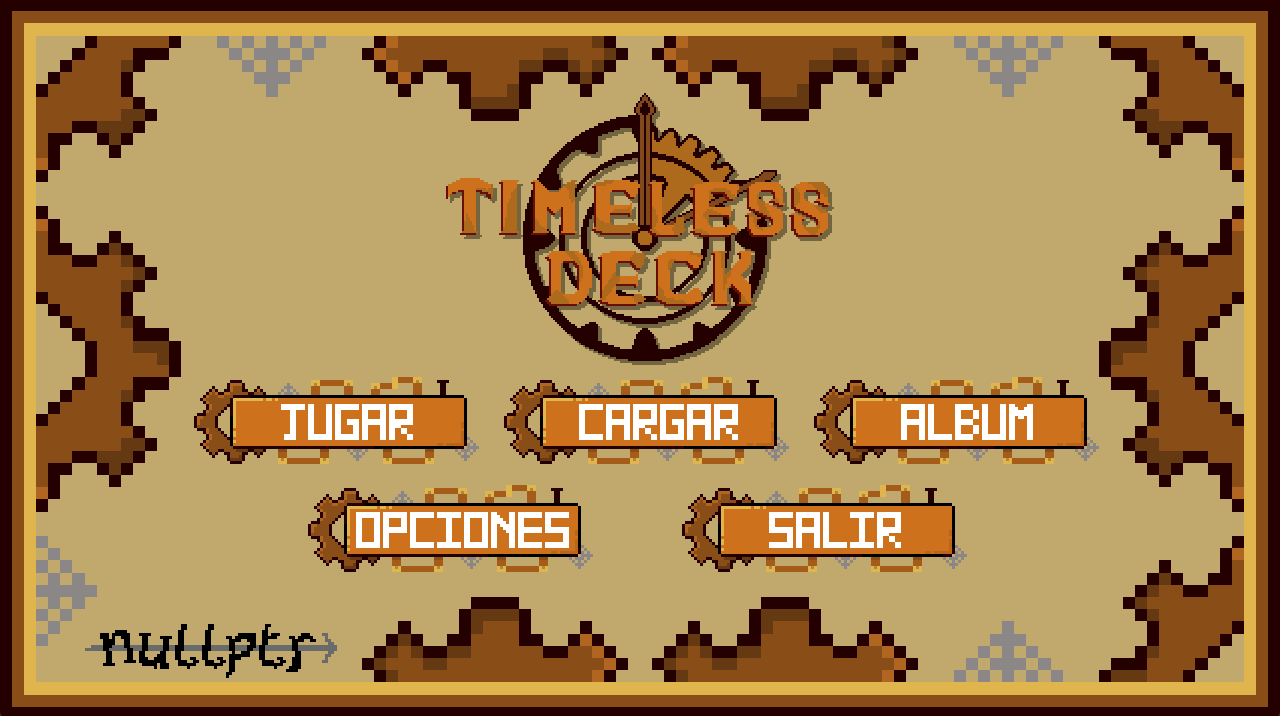 TIMELESS
DECK
JUGAR
CARGAR
ALBUM
OPCIONES
SALIR
nullptr